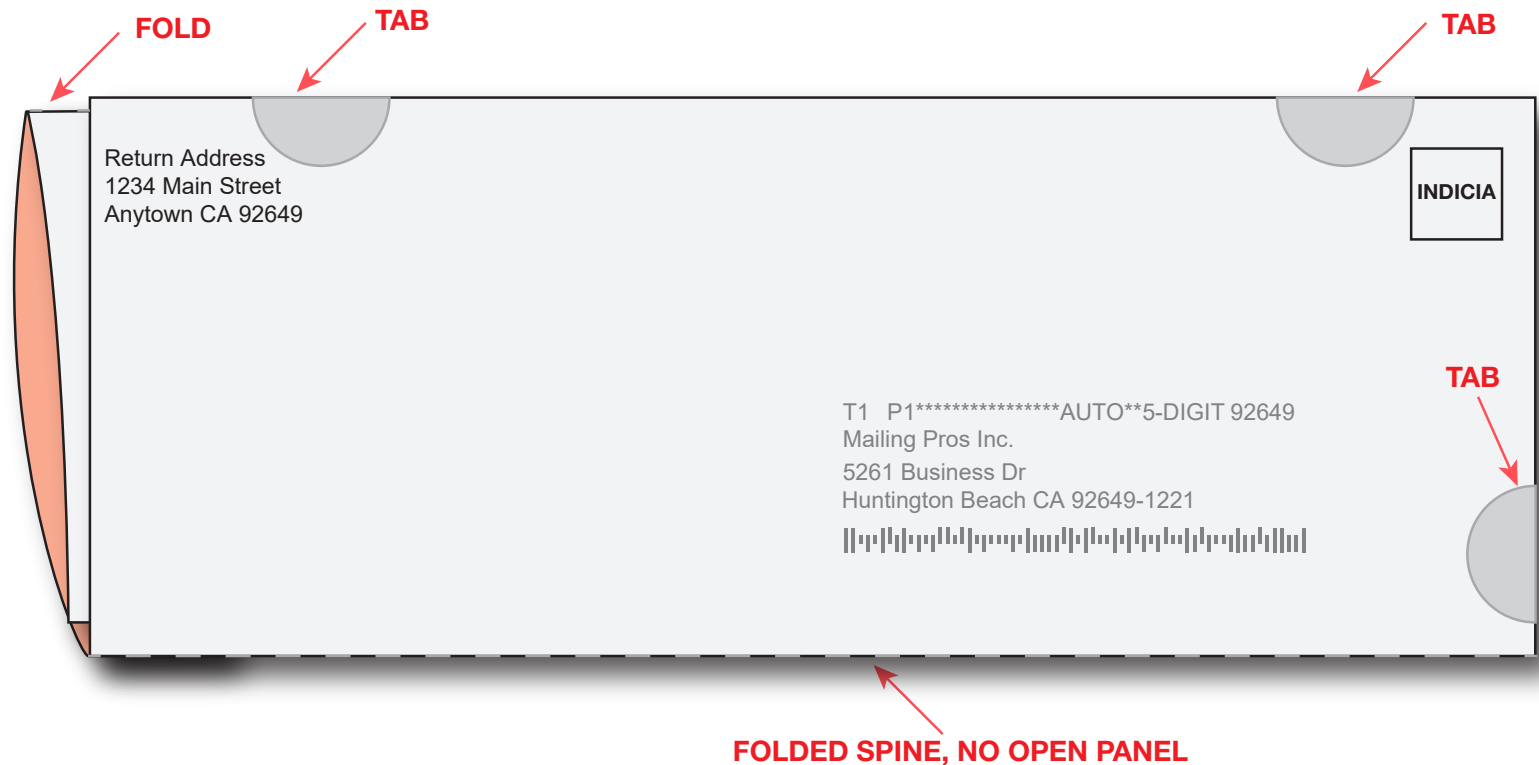 FOLD
TAB
TAB
Return Address
1234 Main Street
Anytown CA 92649
INDICIA
TAB
T1 P1****************AUTO**5-DIGIT 92649
Mailing Pros Inc.
5261 Business Dr
Huntington Beach CA 92649-1221
FOLDED SPINE, NO OPEN PANEL